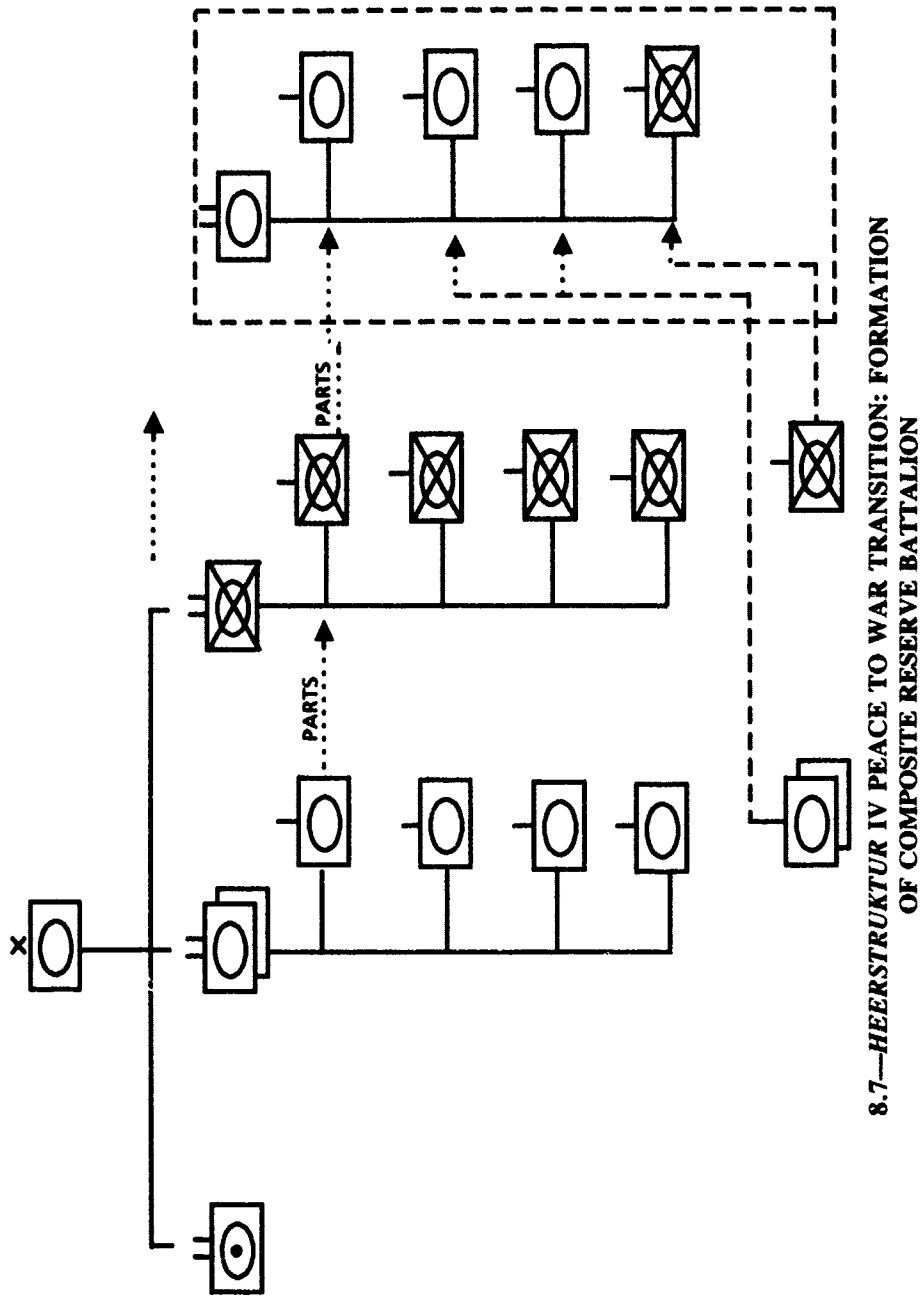 X
PARTS
PARTS
8.7—HEERSTRUKTUR IV PEACE TO WAR TRANSITION: FORMATION
OF COMPOSITE RESERVE BATTALION